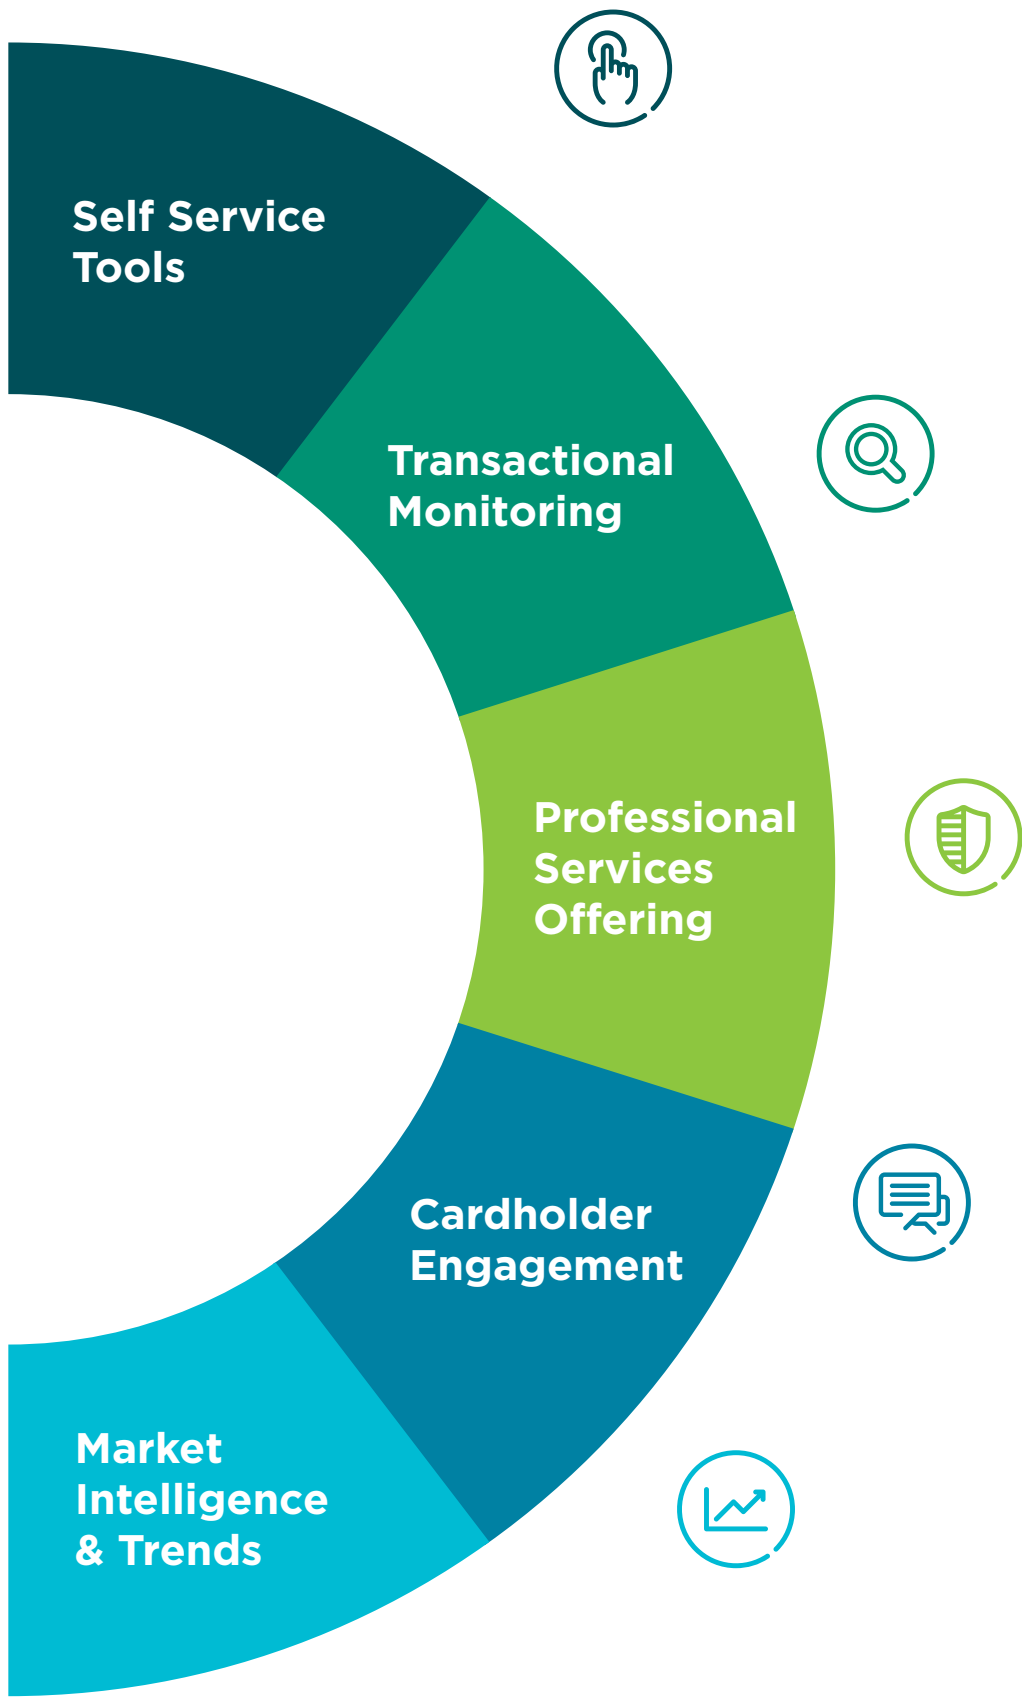 Self Service
Tools
Transactional
Monitoring
Professional
Services
Offering
Cardholder
Engagement
Market
Intelligence
& Trends